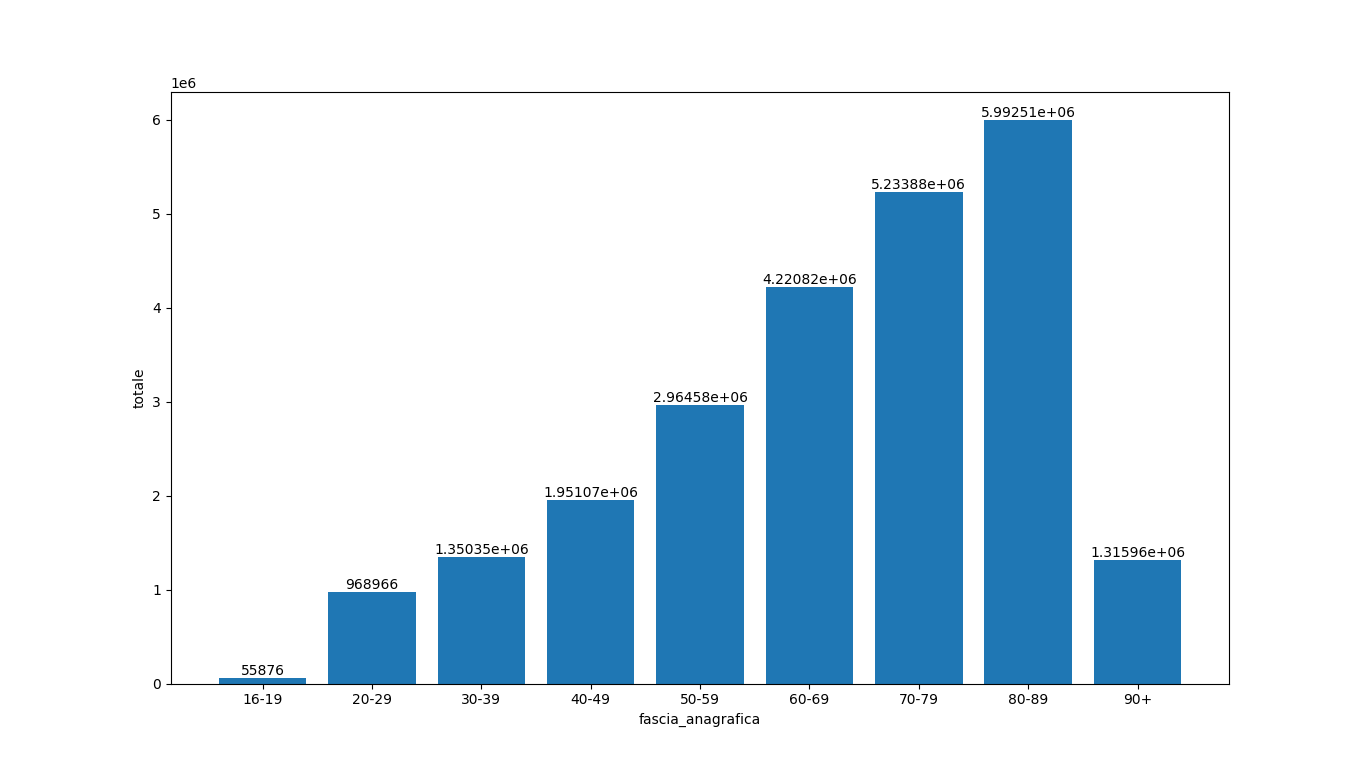 1e6
6
5
4
3
2
1
0
totale
55876
968966
1.35035e+06
1.95107e+06
2.96458e+06
4.22082e+06
5.23388e+06
5.99251e+06
1.31596e+06
16-19 20-29 30-39 40-49 50-59 60-69 70-79 80-89 90+
fascia_anagrafica